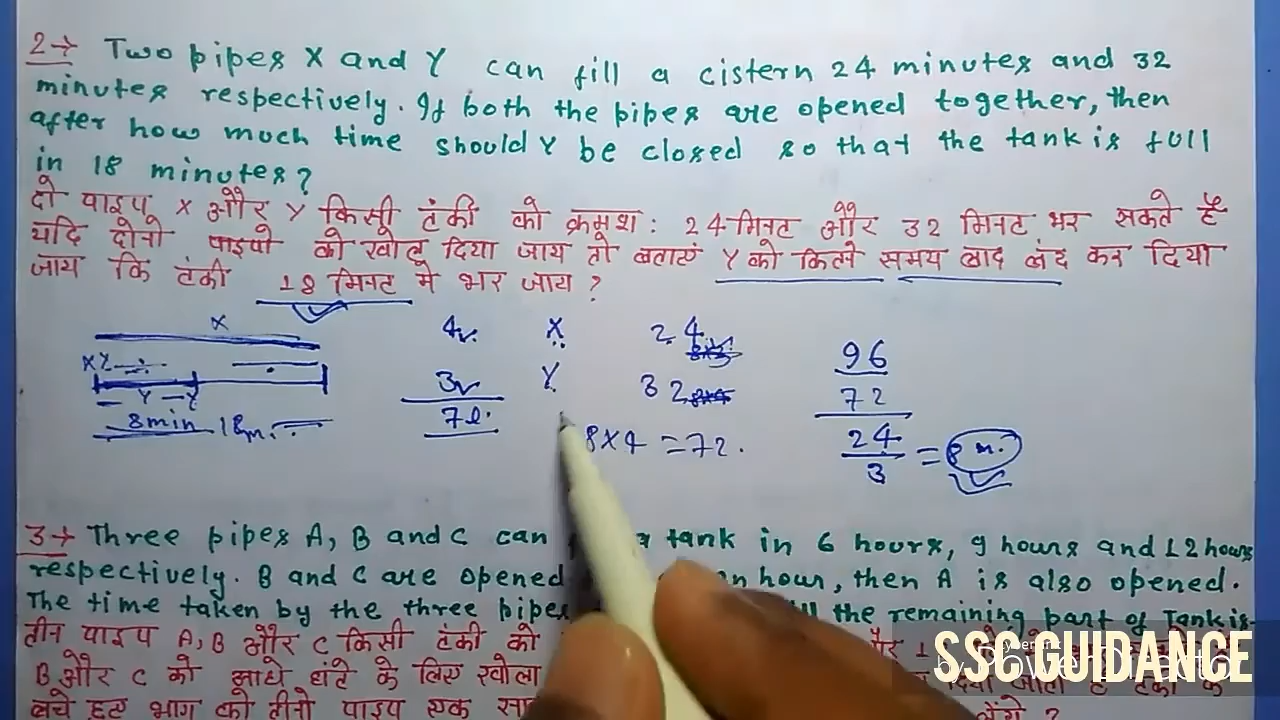 2→ Two pipes X and Y can fill a cistern 24 minutes and 32
minutes respectively. If both the pipes are opened together, then
after how much time should Y be closed so that the tank is full
in 18 minutes?
दो पाइप X और Y किसी टंकी को क्रमश: 24 मिनट और 32 मिनट भर सकते है
यदि दोनो पाइपो को खोल दिया जाय तो बताएं Y को कितने समय बाद बंद कर दिया
जाय कि टंकी 18 मिनट मे भर जाय ?
X
XY
Y
8min 18m.
4 X 24
3 Y 32
7l.
8×4 = 72.
96
72
24
3
= 8 m.
3→ Three pipes A, B and C can a tank in 6 hours, 9 hours and 12 hours
respectively. B and C are opened hour, then A is also opened.
The time taken by the three pipes the remaining part of Tank is-
तीन पाइप A, B और C किसी टंकी को
B और C को आधे घंटे के लिए खोला टंकी के
बचे हुए भाग को तीनो पाइप एक
SSC GUIDANCE